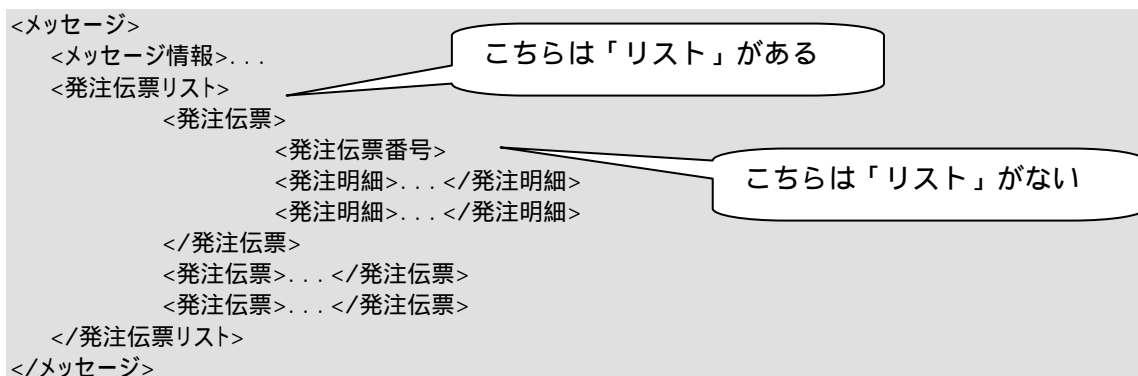 <メッセージ>
<メッセージ情報>...
こちらは「リスト」がある
<発注伝票リスト>
<発注伝票>
<発注伝票番号>
こちらは「リスト」がない
<発注明細>...</発注明細>
<発注明細>...</発注明細>
</発注伝票>
<発注伝票>...</発注伝票>
<発注伝票>...</発注伝票>
</発注伝票リスト>
</メッセージ>